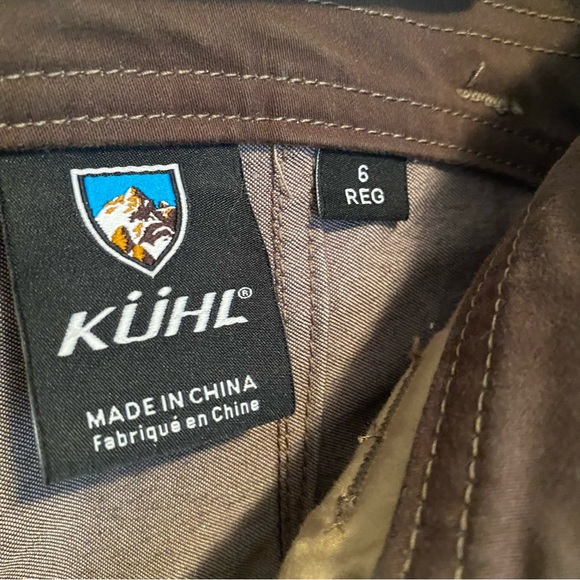 KÜHL®
MADE IN CHINA
Fabriqué en Chine
6
REG